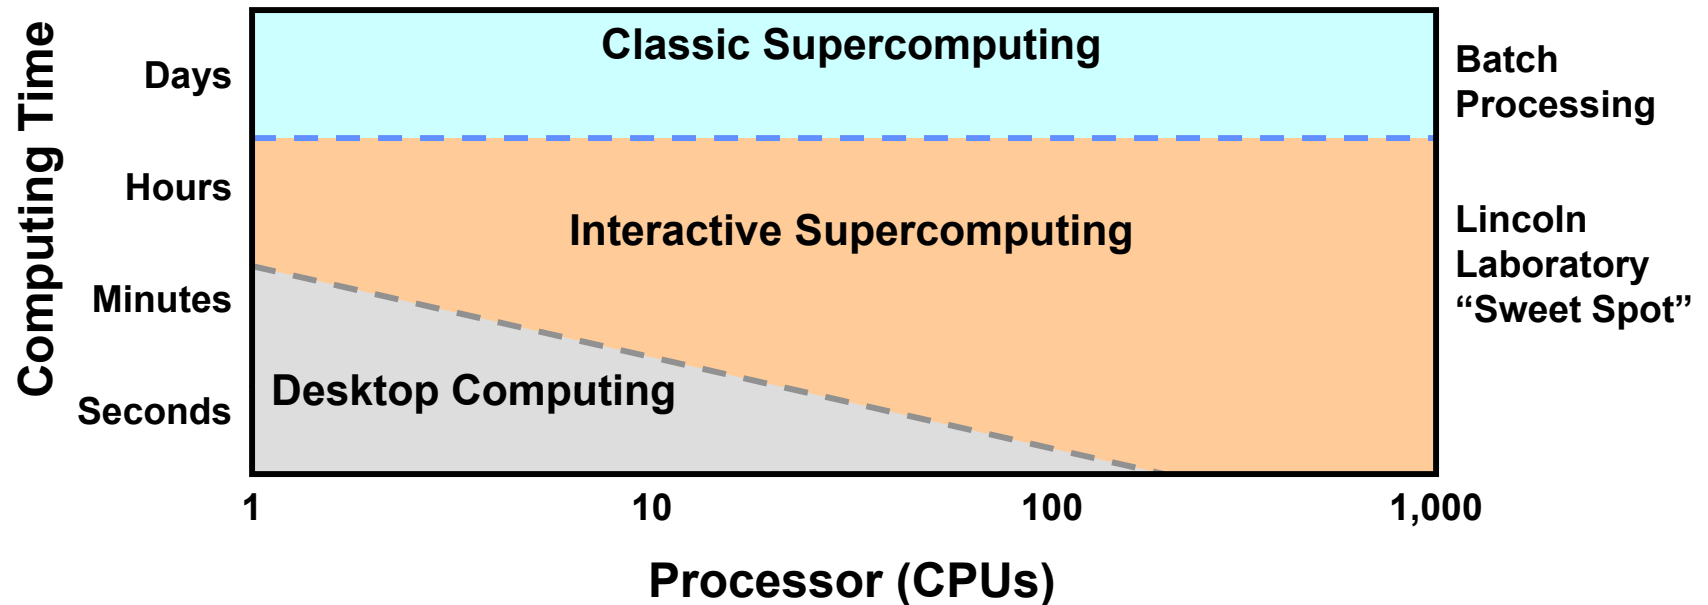 Computing Time
Days
Hours
Minutes
Seconds
Classic Supercomputing
Interactive Supercomputing
Desktop Computing
Batch
Processing
Lincoln
Laboratory
“Sweet Spot”
1
10
100
1,000
Processor (CPUs)